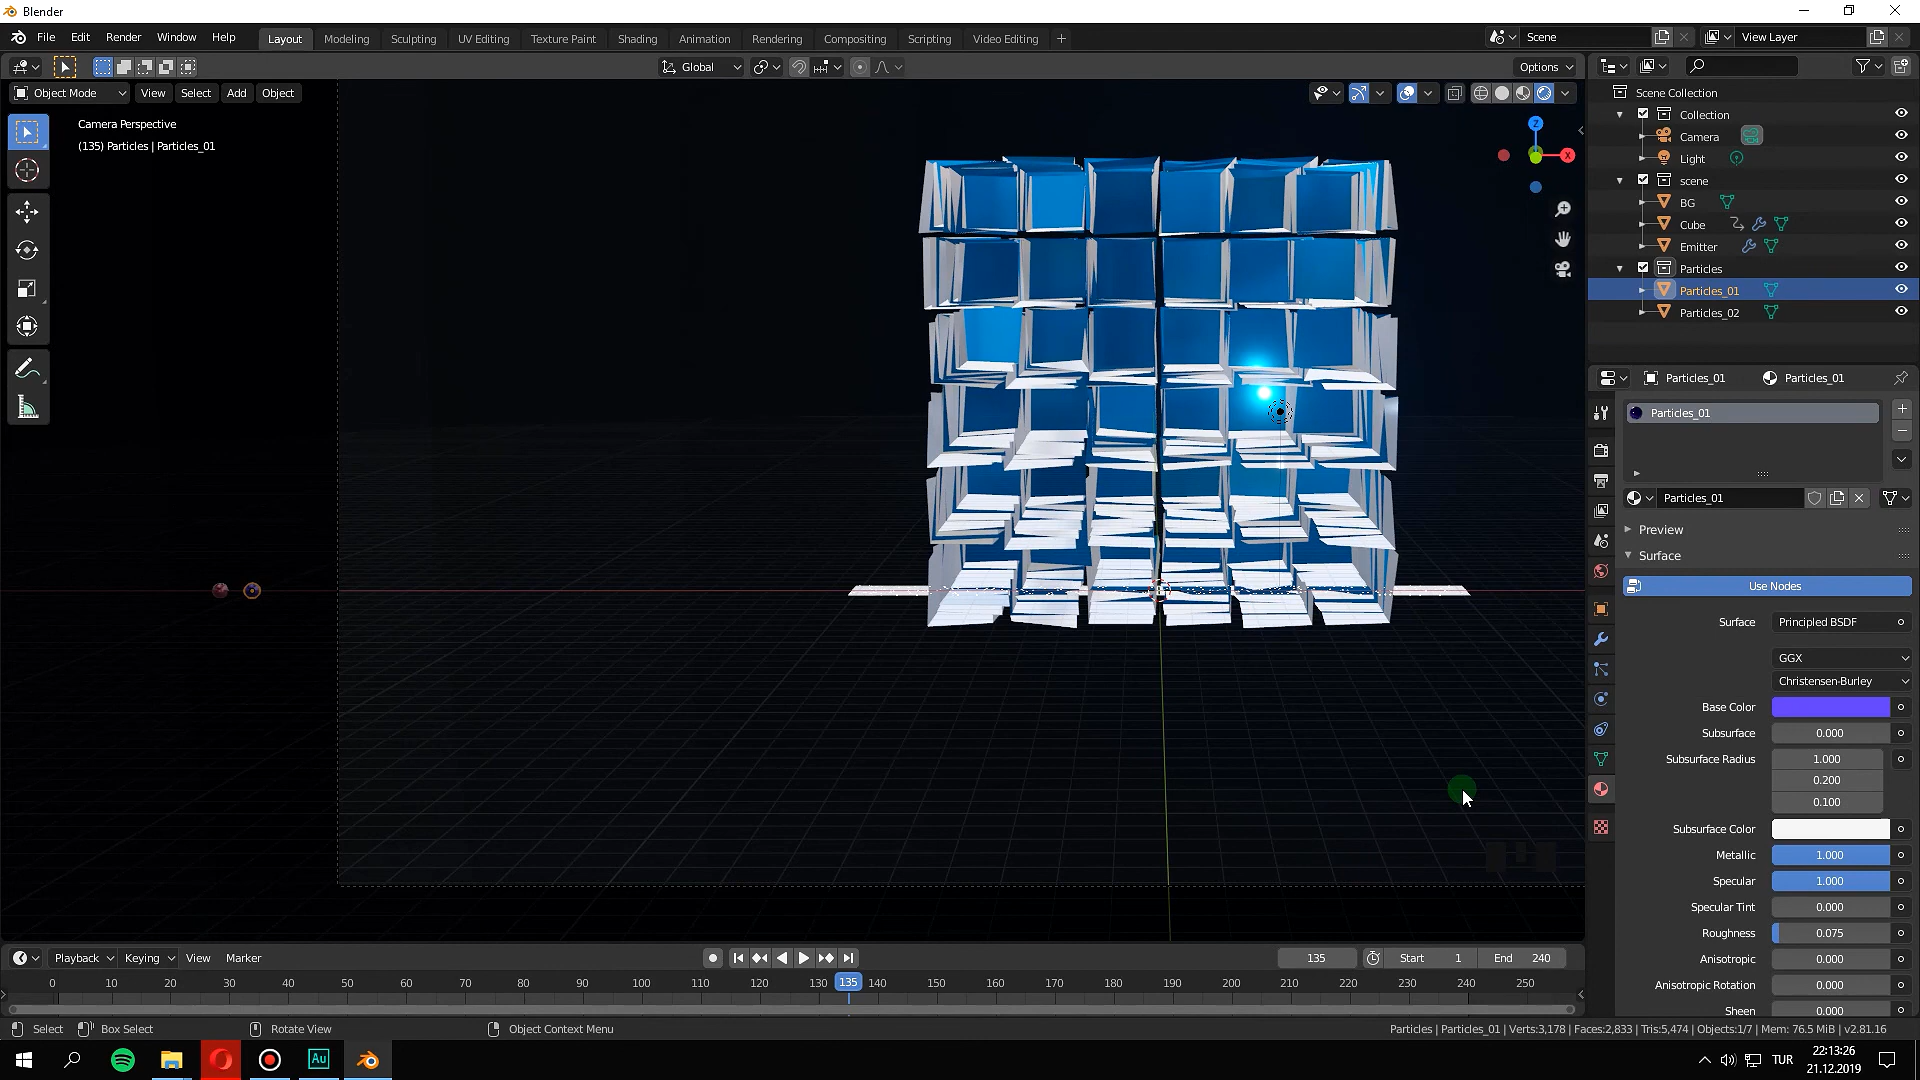 Blender
File Edit Render Window Help Layout Modeling Sculpting UV Editing Texture Paint Shading Animation Rendering Compositing Scripting Video Editing + Scene View Layer
Global Options
Object Mode View Select Add Object
Camera Perspective
(135) Particles | Particles_01
Z
X
Scene Collection
Collection
Camera
Light
scene
BG
Cube
Emitter
Particles
Particles_01
Particles_02
Particles_01 Particles_01
Particles_01
Particles_01
Preview
Surface
Use Nodes
Surface Principled BSDF
GGX
Christensen-Burley
Base Color
Subsurface 0.000
Subsurface Radius 1.000
0.200
0.100
Subsurface Color
Metallic 1.000
Specular 1.000
Specular Tint 0.000
Roughness 0.075
Anisotropic 0.000
Anisotropic Rotation 0.000
Sheen 0.000
Playback Keying View Marker 135 Start 1 End 240
0 10 20 30 40 50 60 70 80 90 100 110 120 130 135 140 150 160 170 180 190 200 210 220 230 240 250
Select Box Select Rotate View Object Context Menu Particles | Particles_01 | Verts:3,178 | Faces:2,833 | Tris:5,474 | Objects:1/7 | Mem: 76.5 MiB | v2.81.16
Au TUR 22:13:26
21.12.2019